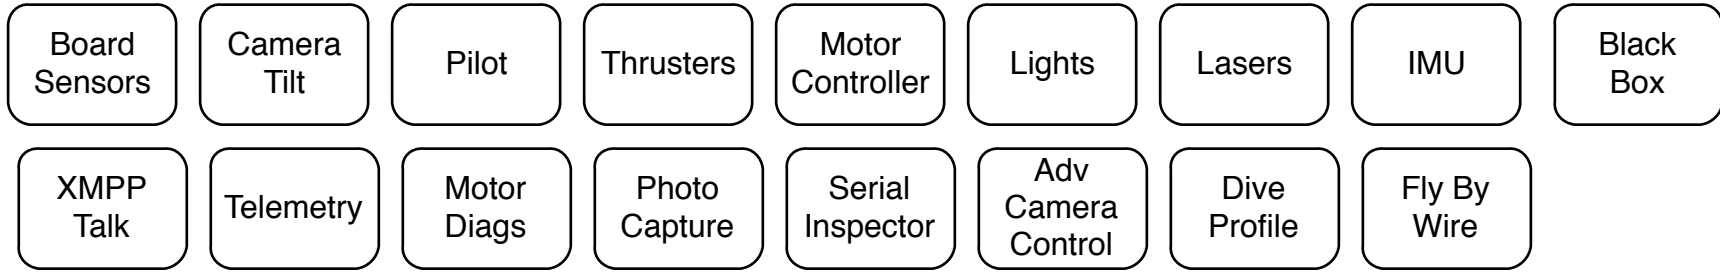 Board
Sensors
Camera
Tilt
Pilot
Thrusters
Motor
Controller
Lights
Lasers
IMU
Black
Box
XMPP
Talk
Telemetry
Motor
Diags
Photo
Capture
Serial
Inspector
Adv
Camera
Control
Dive
Profile
Fly By
Wire